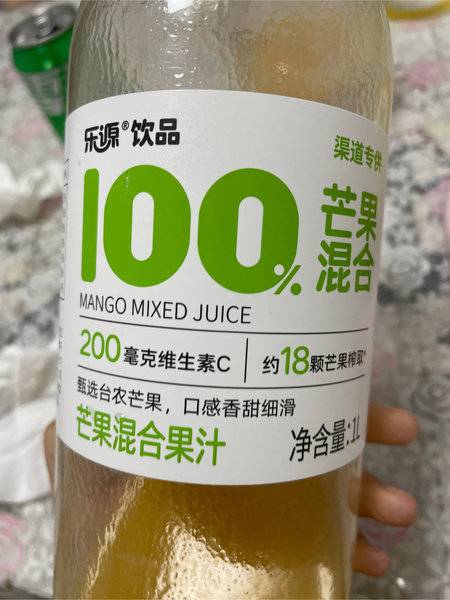 乐源®饮品
渠道专供
100%
芒果
混合
MANGO MIXED JUICE
200毫克维生素C
约18颗芒果榨取*
甄选台农芒果，口感香甜细滑
芒果混合果汁
净含量:1L